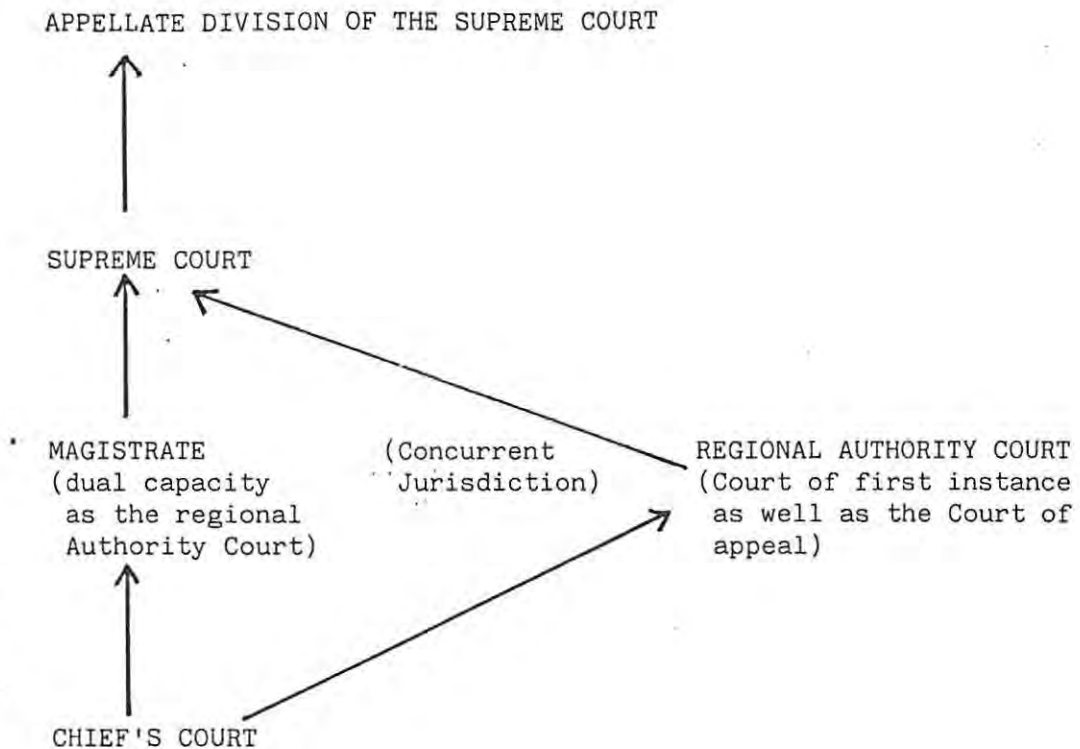 APPELLATE DIVISION OF THE SUPREME COURT
SUPREME COURT
MAGISTRATE
(dual capacity
as the regional
Authority Court)
(Concurrent
Jurisdiction)
REGIONAL AUTHORITY COURT
(Court of first instance
as well as the Court of
appeal)
CHIEF'S COURT